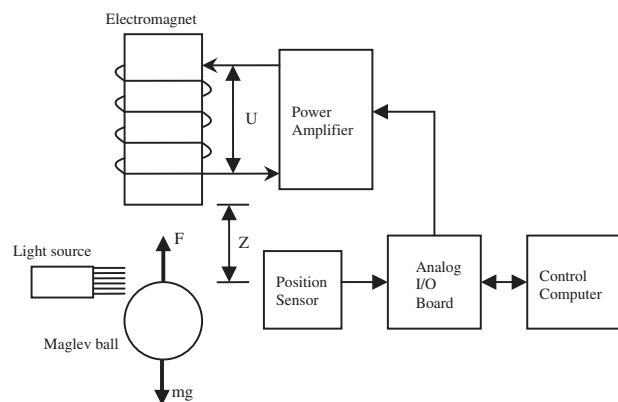 Electromagnet
Power
Amplifier
U
F
Z
Light source
Position
Sensor
Analog
I/O
Board
Control
Computer
Maglev ball
mg